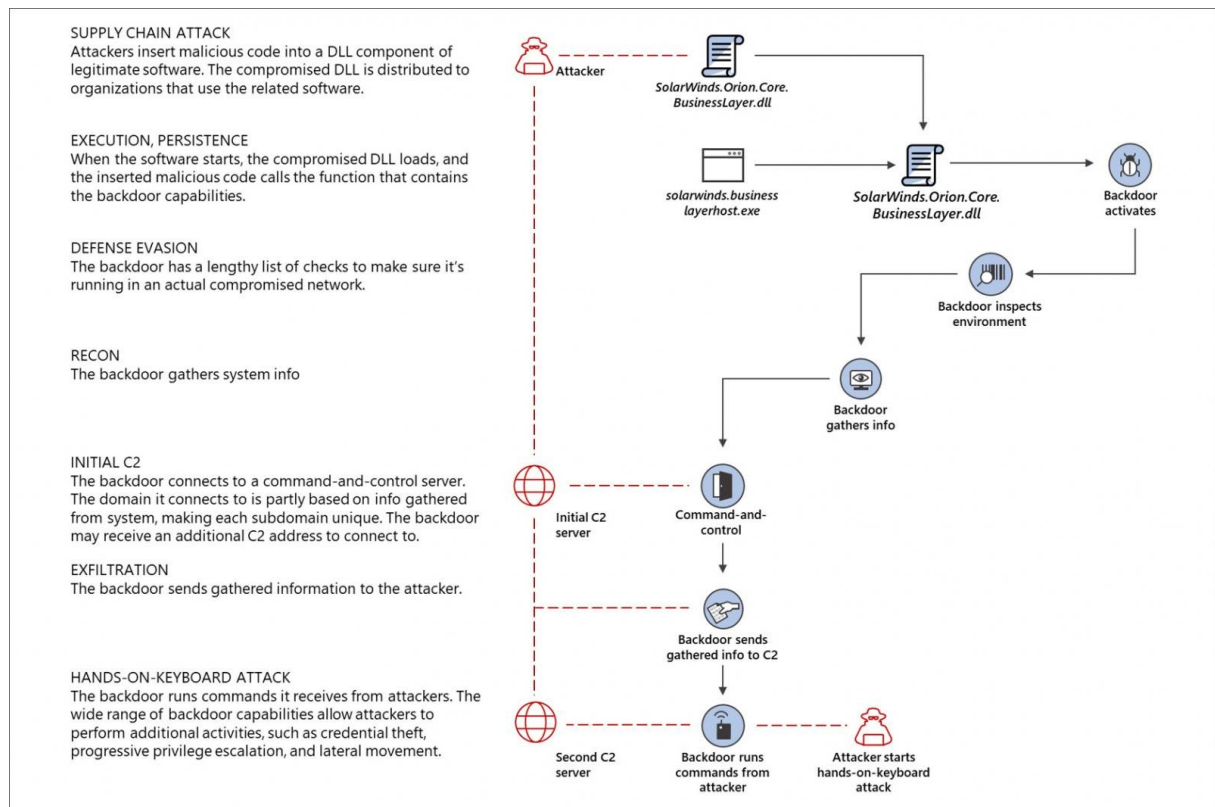 SUPPLY CHAIN ATTACK
Attackers insert malicious code into a DLL component of
legitimate software. The compromised DLL is distributed to
organizations that use the related software.
Attacker
SolarWinds.Orion.Core.
BusinessLayer.dll
EXECUTION, PERSISTENCE
When the software starts, the compromised DLL loads, and
the inserted malicious code calls the function that contains
the backdoor capabilities.
solarwinds.business
layerhost.exe
SolarWinds.Orion.Core.
BusinessLayer.dll
Backdoor
activates
DEFENSE EVASION
The backdoor has a lengthy list of checks to make sure it's
running in an actual compromised network.
Backdoor inspects
environment
RECON
The backdoor gathers system info
Backdoor
gathers info
INITIAL C2
The backdoor connects to a command-and-control server.
The domain it connects to is partly based on info gathered
from system, making each subdomain unique. The backdoor
may receive an additional C2 address to connect to.
Initial C2
server
Command-and-
control
EXFILTRATION
The backdoor sends gathered information to the attacker.
Backdoor sends
gathered info to C2
HANDS-ON-KEYBOARD ATTACK
The backdoor runs commands it receives from attackers. The
wide range of backdoor capabilities allow attackers to
perform additional activities, such as credential theft,
progressive privilege escalation, and lateral movement.
Second C2
server
Backdoor runs
commands from
attacker
Attacker starts
hands-on-keyboard
attack